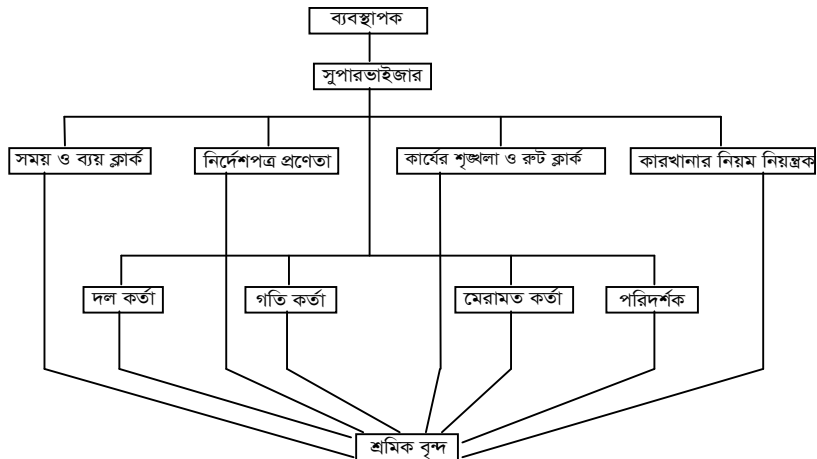 ব্যবস্থাপক
সুপারভাইজার
সময় ও ব্যয় ক্লার্ক
নির্দেশপত্র প্রণেতা
কার্যের শৃঙ্খলা ও রুট ক্লার্ক
কারখানার নিয়ম নিয়ন্ত্রক
দল কর্তা
গতি কর্তা
মেরামত কর্তা
পরিদর্শক
শ্রমিক বৃন্দ